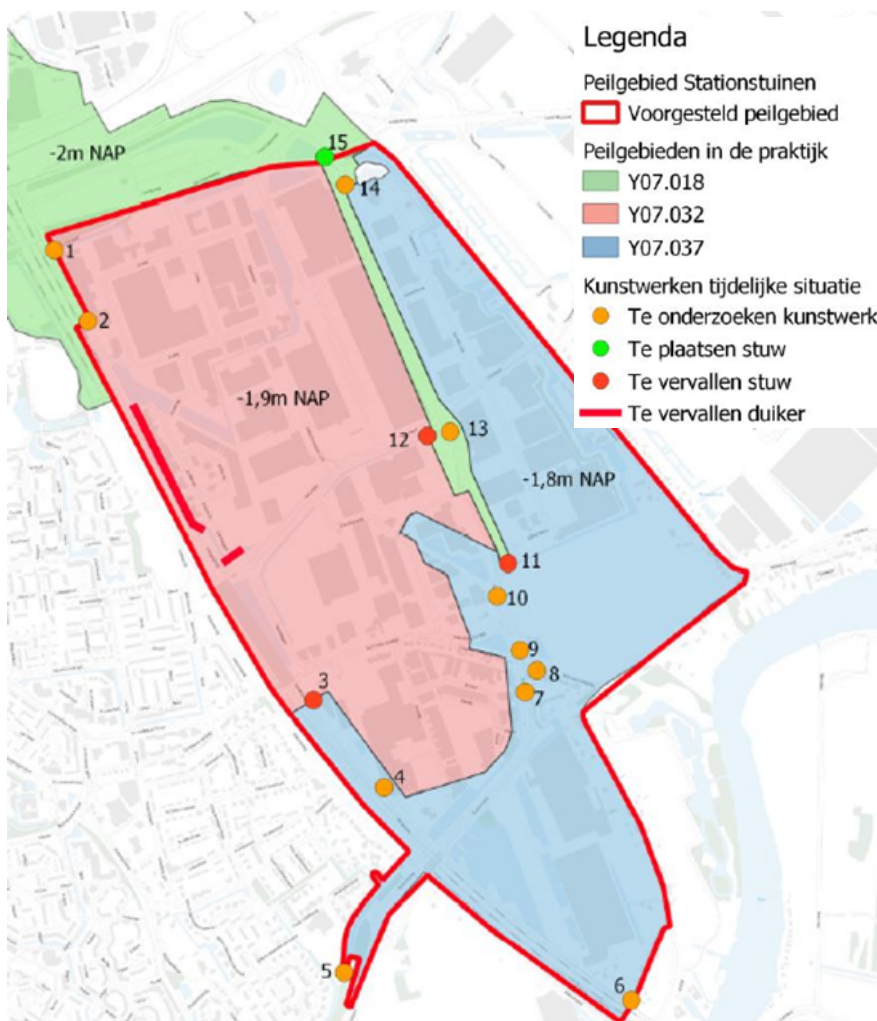 Legenda
Peilgebied Stationstuinen
Voorgesteld peilgebied
Peilgebieden in de praktijk
Y07.018
Y07.032
Y07.037
Kunstwerken tijdelijke situatie
Te onderzoeken kunstwerk
Te plaatsen stuw
Te vervallen stuw
Te vervallen duiker
-2m NAP
15
14
1
2
-1,9m NAP
12
13
-1,8m NAP
11
10
9
8
7
3
4
5
6